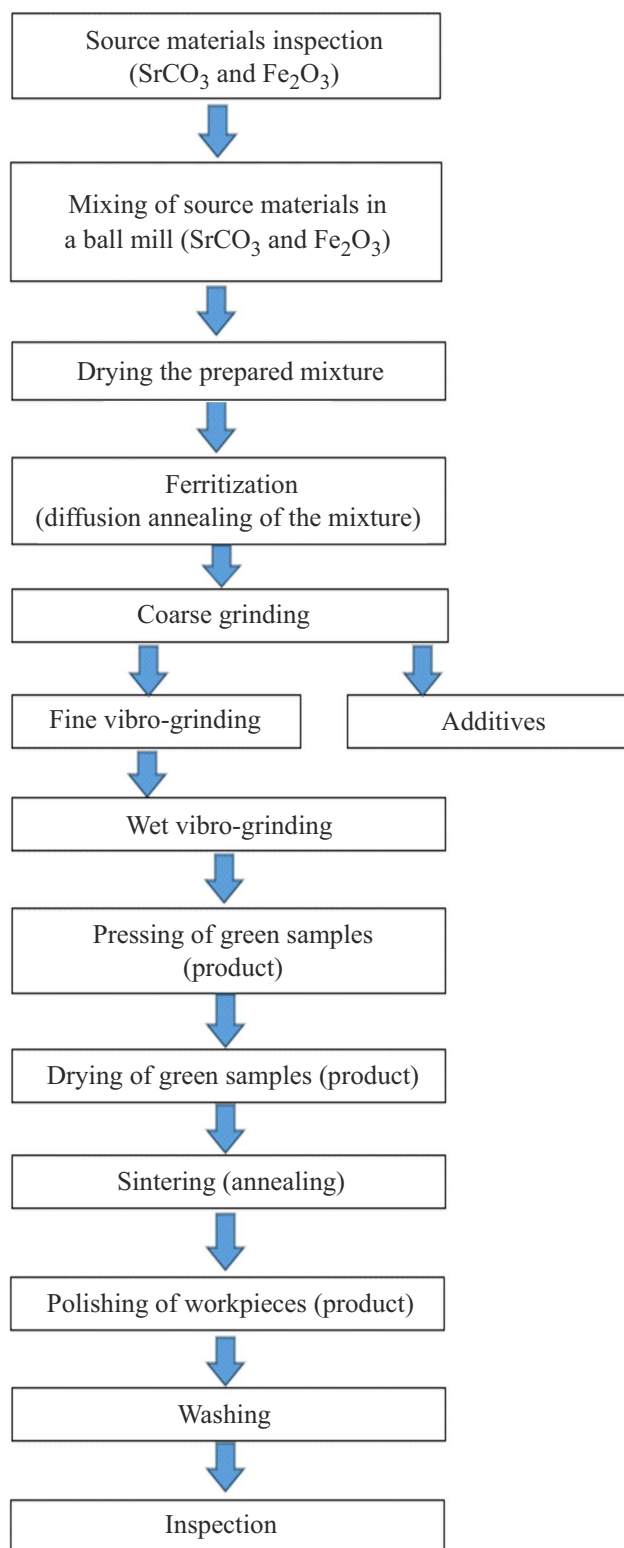 Source materials inspection
(SrCO₃ and Fe₂O₃)
Mixing of source materials in
a ball mill (SrCO₃ and Fe₂O₃)
Drying the prepared mixture
Ferritization
(diffusion annealing of the mixture)
Coarse grinding
Fine vibro-grinding
Additives
Wet vibro-grinding
Pressing of green samples
(product)
Drying of green samples (product)
Sintering (annealing)
Polishing of workpieces (product)
Washing
Inspection